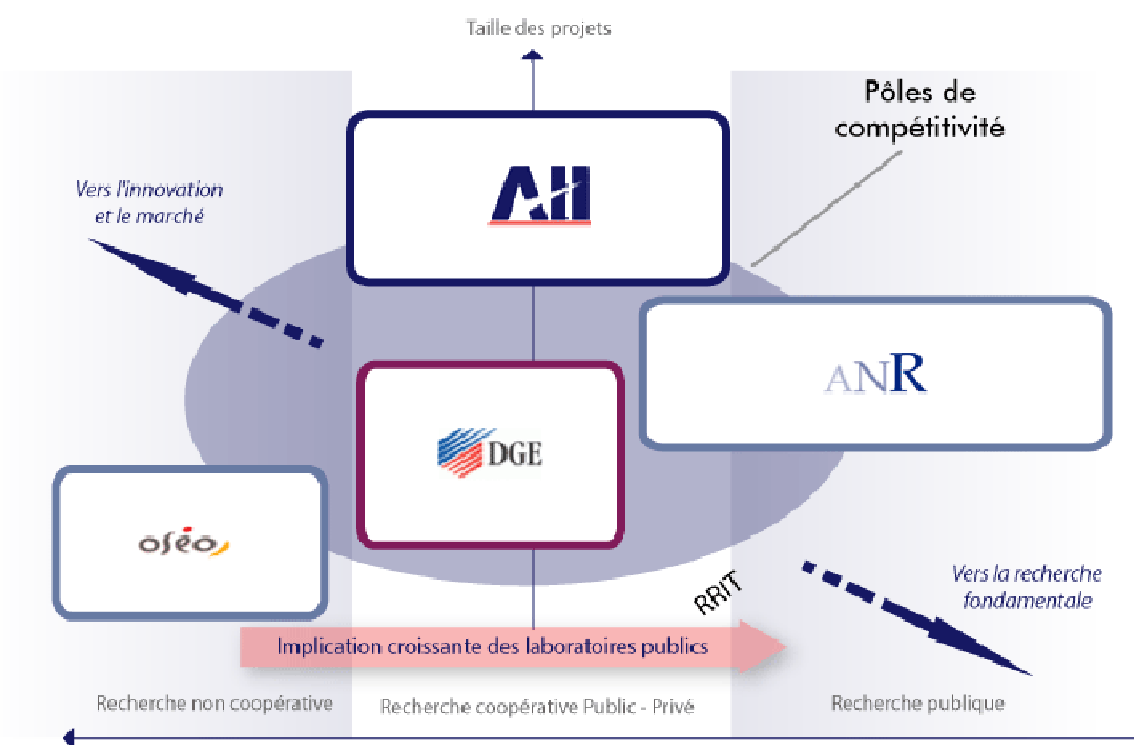 Taille des projets
Pôles de
compétitivité
AII
Vers l'innovation
et le marché
ANR
DGE
oséo
Vers la recherche
fondamentale
RRIT
Implication croissante des laboratoires publics
Recherche non coopérative
Recherche coopérative Public - Privé
Recherche publique